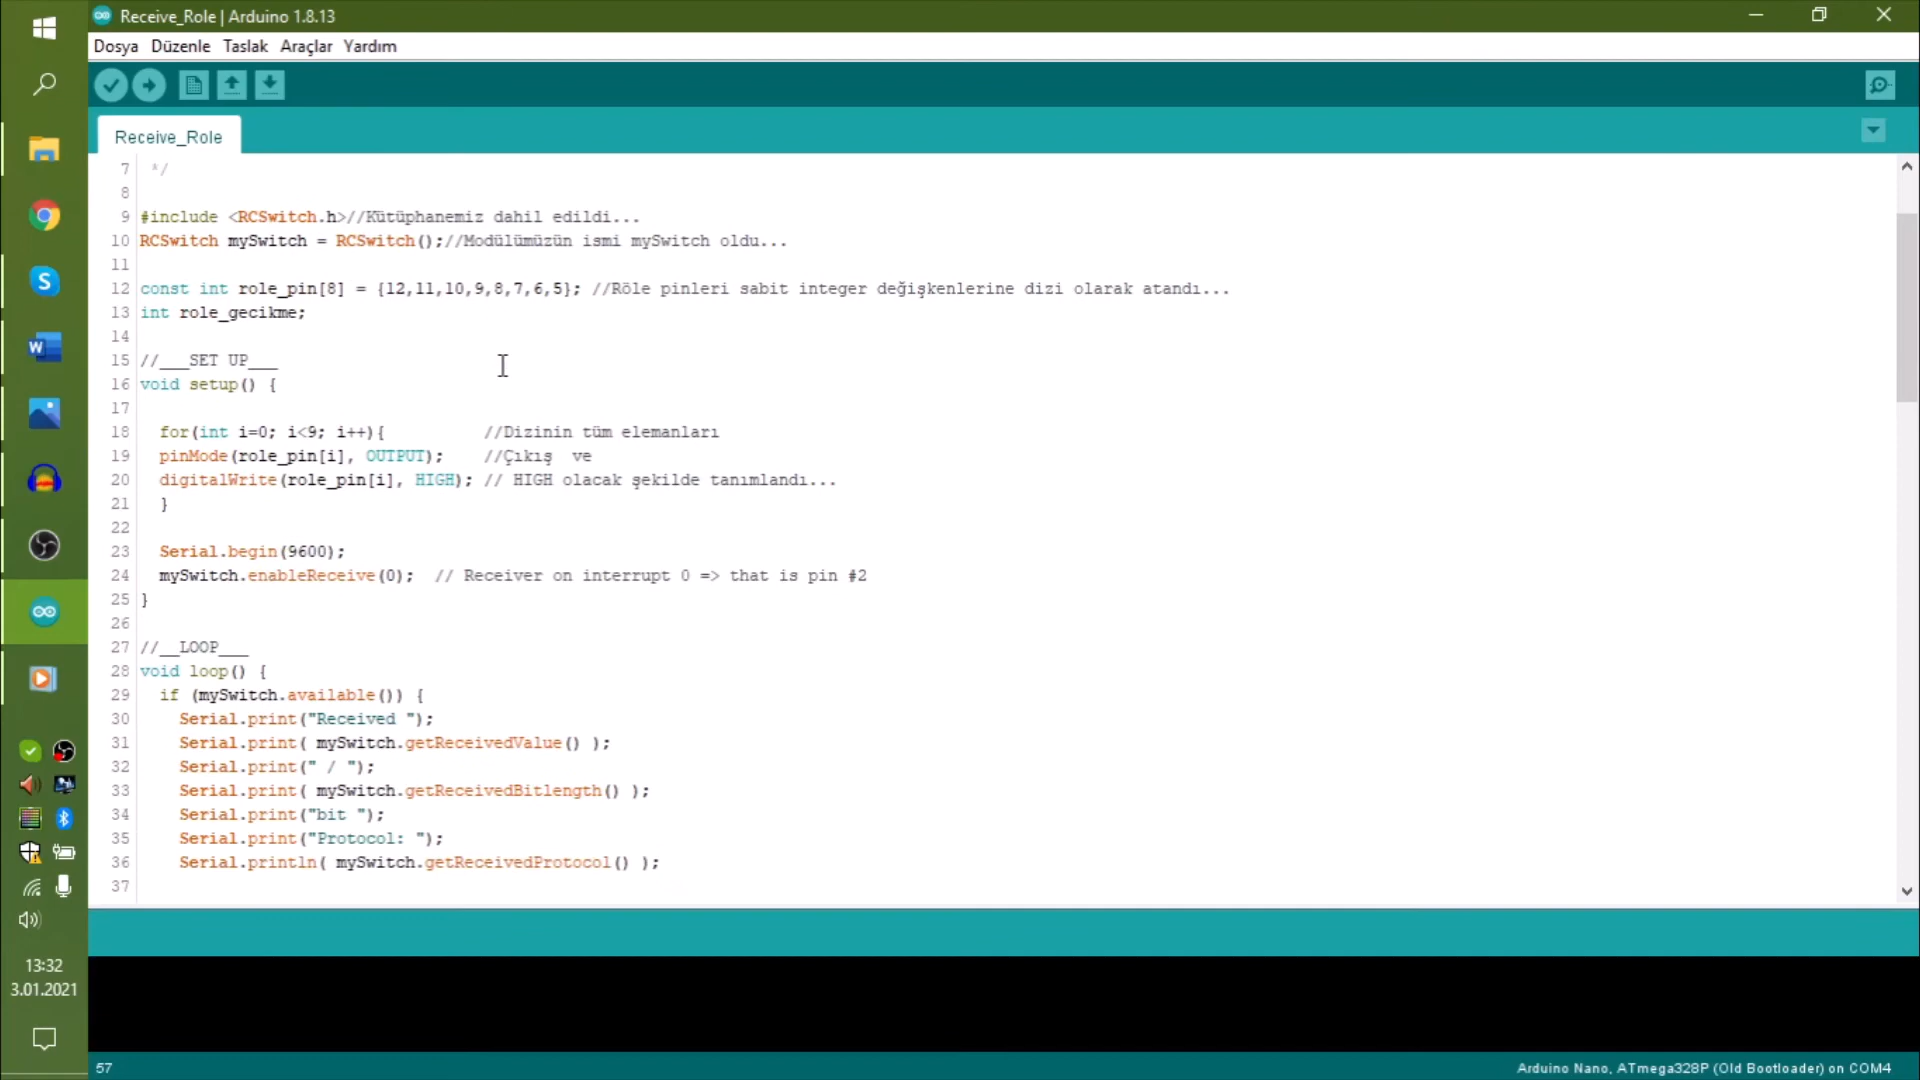 Receive_Role | Arduino 1.8.13
Dosya Düzenle Taslak Araçlar Yardım
Receive_Role
7 */
8
9 #include <RCSwitch.h>//Kütüphanemiz dahil edildi...
10 RCSwitch mySwitch = RCSwitch();//Modülümüzün ismi mySwitch oldu...
11
12 const int role_pin[8] = {12,11,10,9,8,7,6,5}; //Röle pinleri sabit integer değişkenlerine dizi olarak atandı...
13 int role_gecikme;
14
15 //___SET UP___
16 void setup() {
17
18 for(int i=0; i<9; i++){ //Dizinin tüm elemanları
19 pinMode(role_pin[i], OUTPUT); //Çıkış ve
20 digitalWrite(role_pin[i], HIGH); // HIGH olacak şekilde tanımlandı...
21 }
22
23 Serial.begin(9600);
24 mySwitch.enableReceive(0); // Receiver on interrupt 0 => that is pin #2
25 }
26
27 //__LOOP___
28 void loop() {
29 if (mySwitch.available()) {
30 Serial.print("Received ");
31 Serial.print( mySwitch.getReceivedValue() );
32 Serial.print(" / ");
33 Serial.print( mySwitch.getReceivedBitlength() );
34 Serial.print("bit ");
35 Serial.print("Protocol: ");
36 Serial.println( mySwitch.getReceivedProtocol() );
37
13:32
3.01.2021
57
Arduino Nano, ATmega328P (Old Bootloader) on COM4